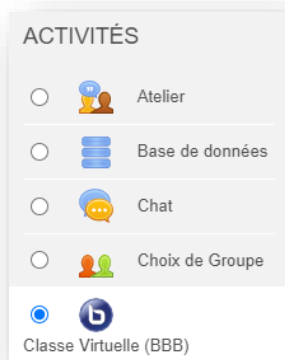 ACTIVITÉS
Atelier
Base de données
Chat
Choix de Groupe
Classe Virtuelle (BBB)